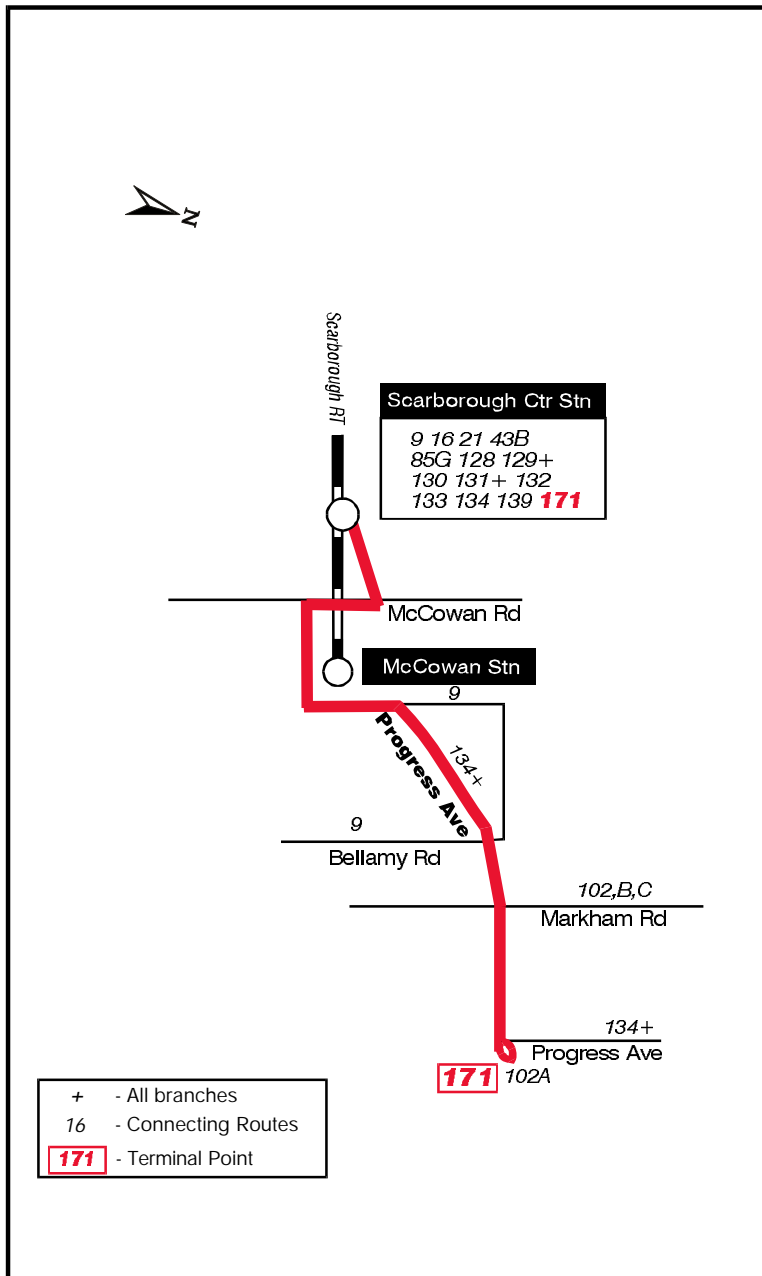 N
Scarborough RT
Scarborough Ctr Stn
9 16 21 43B
85G 128 129+
130 131+ 132
133 134 139 171
McCowan Rd
McCowan Stn
9
134+
Progress Ave
9
Bellamy Rd
102,B,C
Markham Rd
134+
Progress Ave
171 102A
+ - All branches
16 - Connecting Routes
171 - Terminal Point